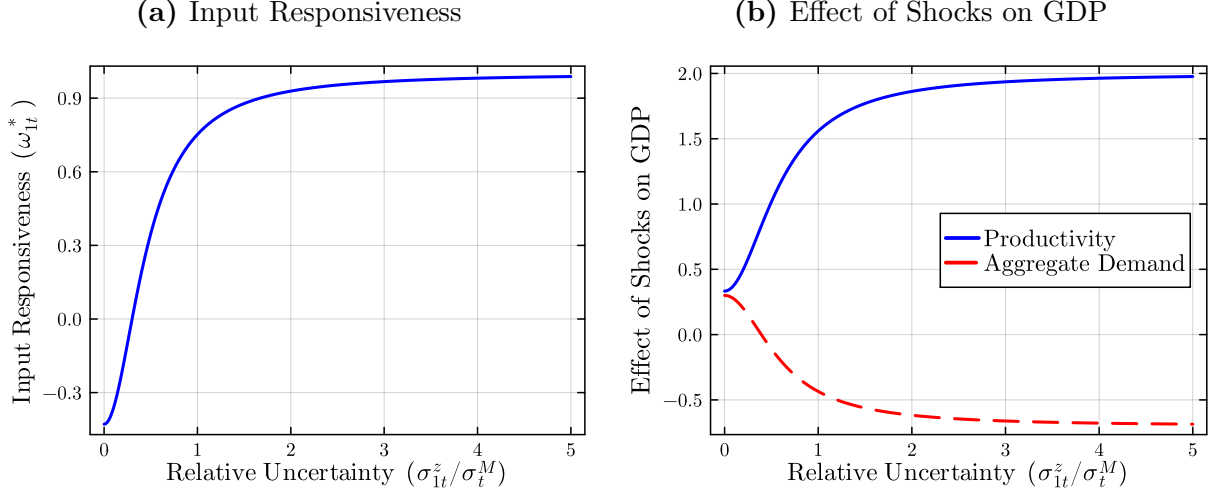 (a) Input Responsiveness
Input Responsiveness (ω*₁ₜ)
0.9
0.6
0.3
0.0
−0.3
0 1 2 3 4 5
Relative Uncertainty (σᶻ₁ₜ/σᴹₜ)
(b) Effect of Shocks on GDP
Effect of Shocks on GDP
2.0
1.5
1.0
0.5
0.0
−0.5
Productivity
Aggregate Demand
0 1 2 3 4 5
Relative Uncertainty (σᶻ₁ₜ/σᴹₜ)